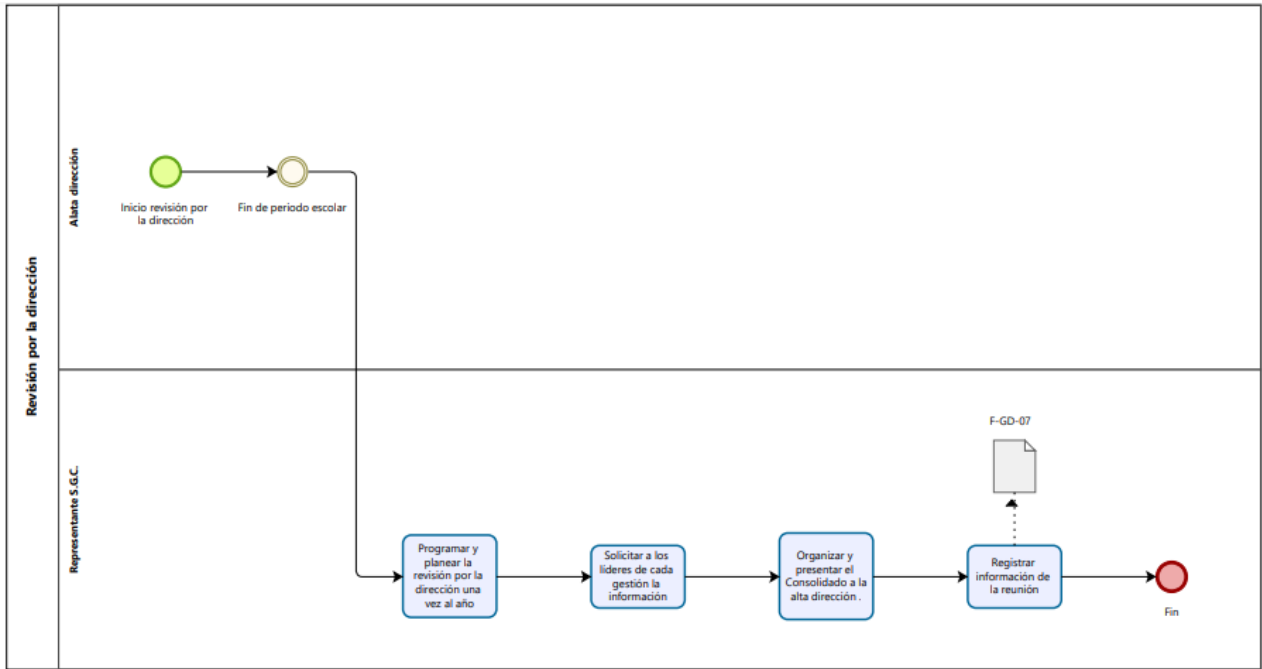 Revisión por la dirección
Alata dirección
Inicio revisión por
la dirección
Fin de periodo escolar
Representante S.G.C.
Programar y
planear la
revisión por la
dirección una
vez al año
Solicitar a los
líderes de cada
gestión la
información
Organizar y
presentar el
Consolidado a la
alta dirección .
F-GD-07
Registrar
información de
la reunión
Fin